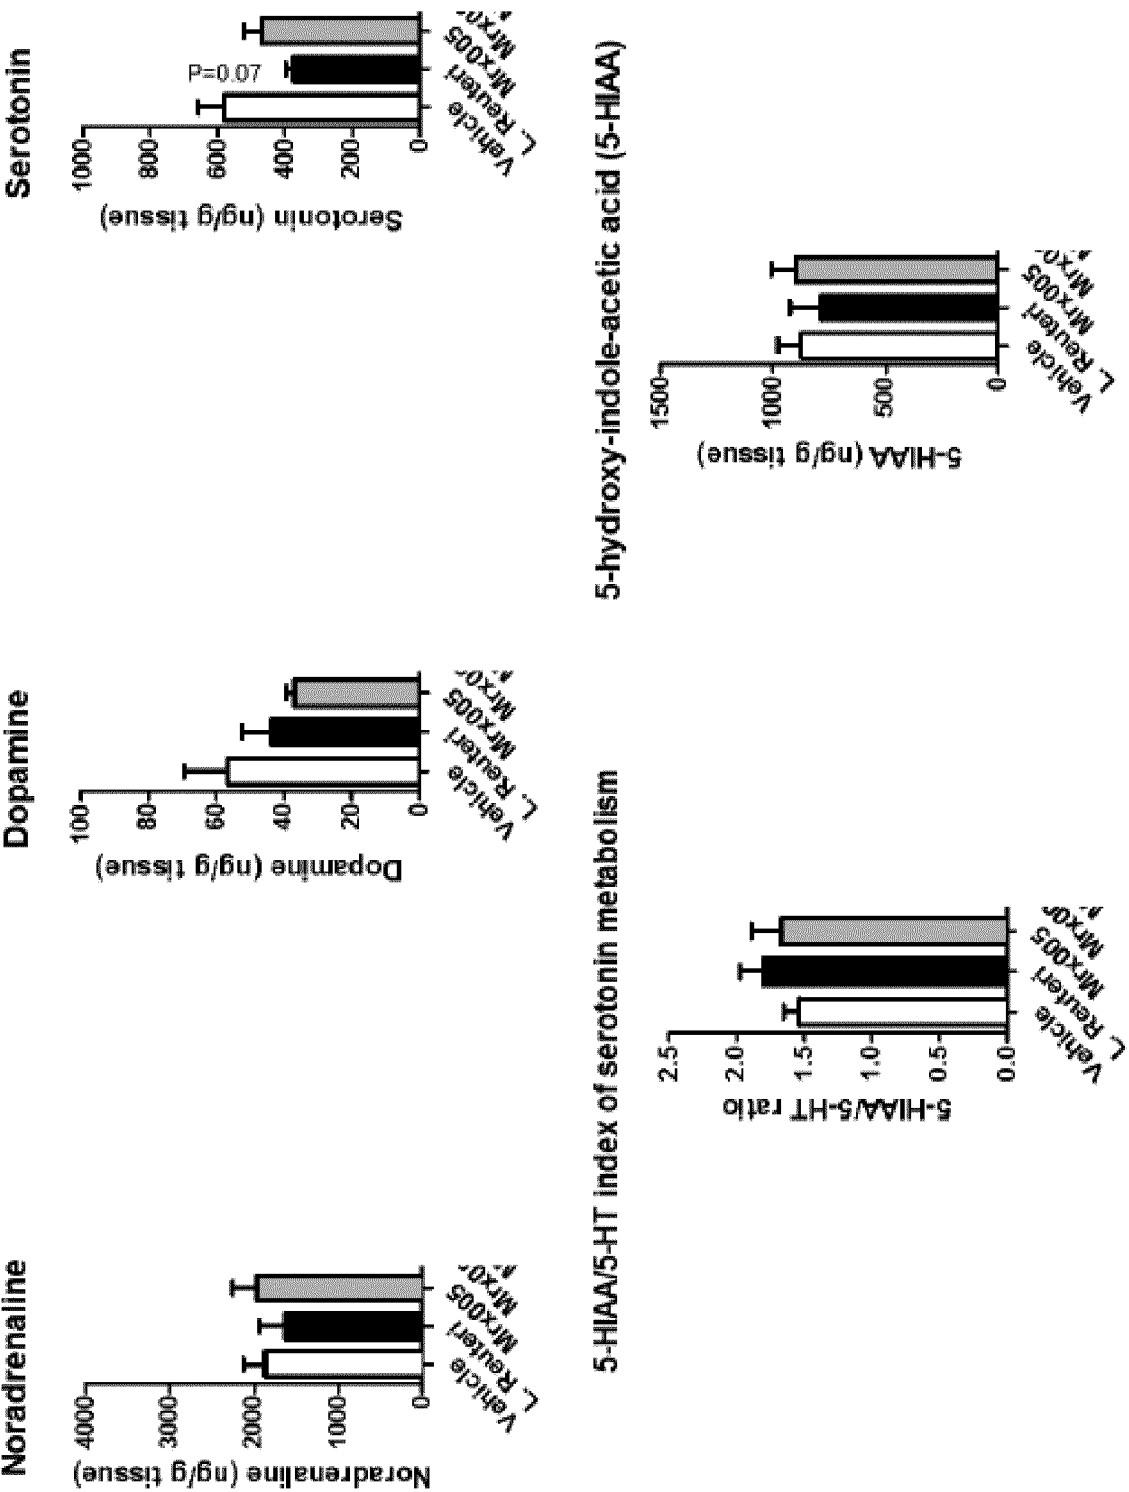 Noradrenaline
Noradrenaline (ng/g tissue)
4000
3000
2000
1000
0
Vehicle
L. Reuteri
Mrx005
Dopamine
Dopamine (ng/g tissue)
100
80
60
40
20
0
Vehicle
L. Reuteri
Mrx005
Serotonin
Serotonin (ng/g tissue)
1000
800
600
400
200
0
P=0.07
Vehicle
L. Reuteri
Mrx005
5-HIAA/5-HT index of serotonin metabolism
5-HIAA/5-HT ratio
2.5
2.0
1.5
1.0
0.5
0.0
Vehicle
L. Reuteri
Mrx005
5-hydroxy-indole-acetic acid (5-HIAA)
5-HIAA (ng/g tissue)
1500
1000
500
0
Vehicle
L. Reuteri
Mrx005